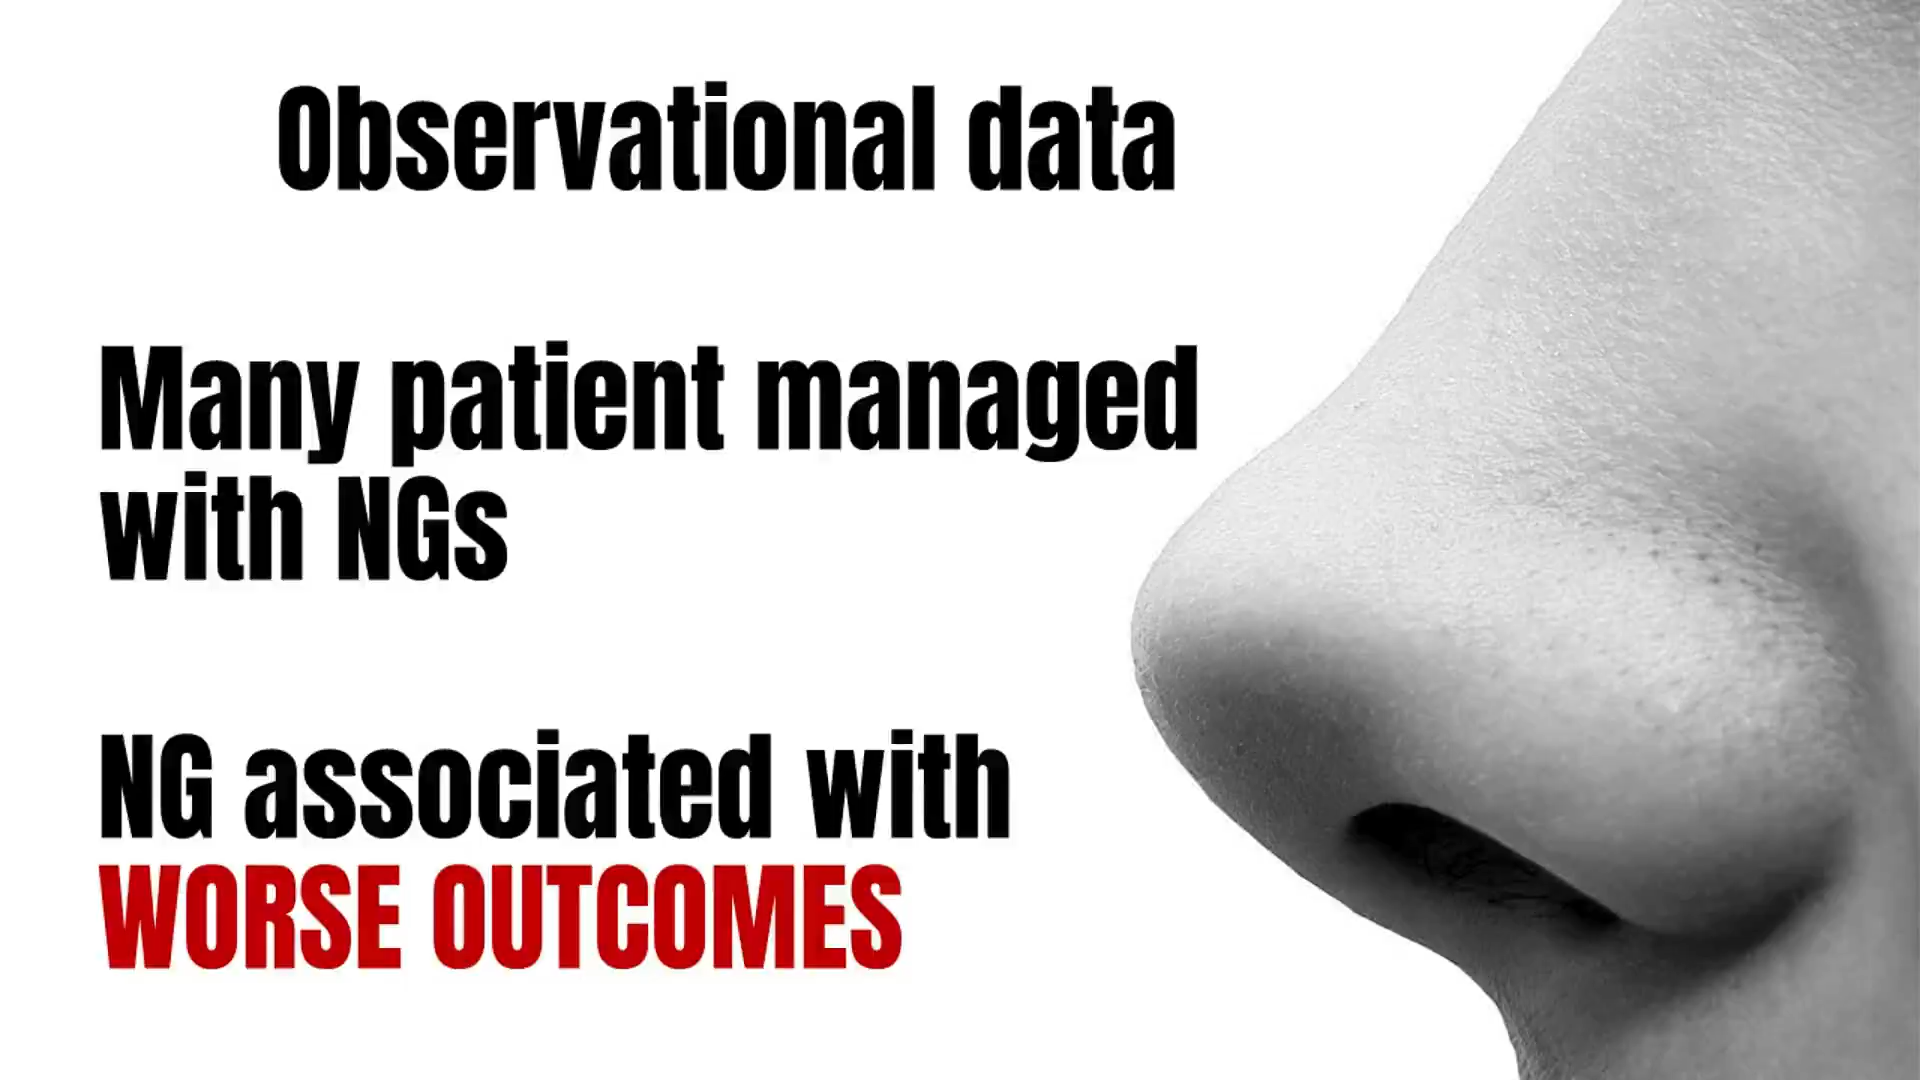 Observational data
Many patient managed
with NGs
NG associated with
WORSE OUTCOMES